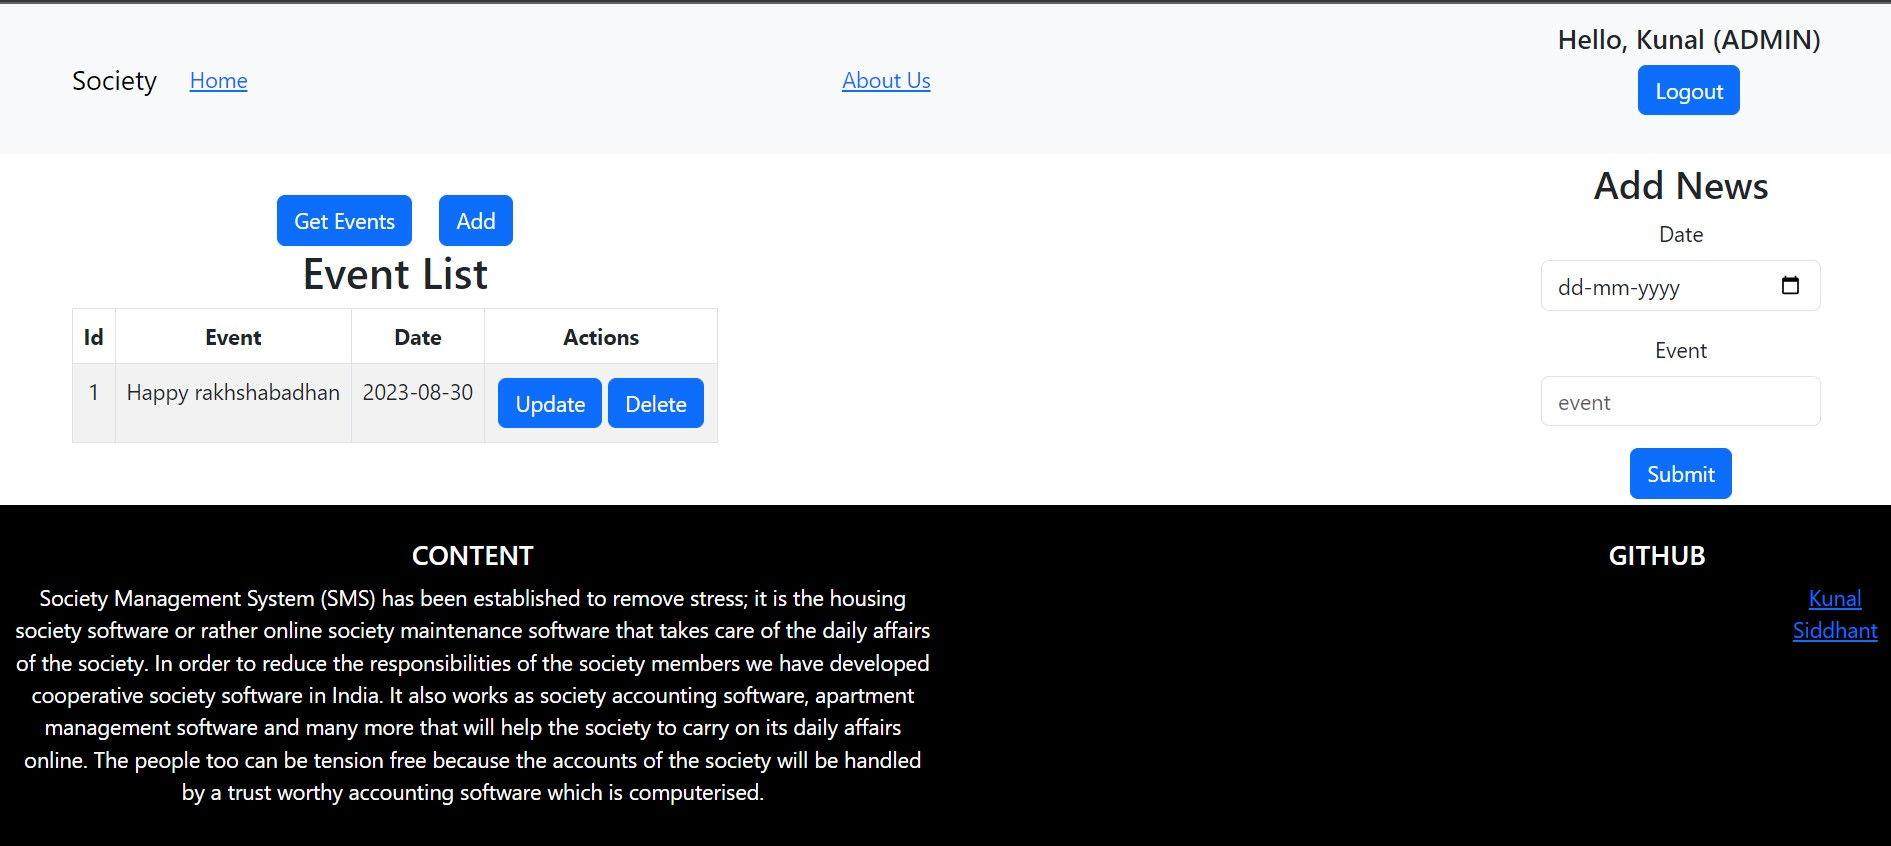 Society Home About Us Hello, Kunal (ADMIN)
Logout
Get Events Add
Event List
Id Event Date Actions
1 Happy rakhshabadhan 2023-08-30 Update Delete
Add News
Date
dd-mm-yyyy
Event
event
Submit
CONTENT
Society Management System (SMS) has been established to remove stress; it is the housing
society software or rather online society maintenance software that takes care of the daily affairs
of the society. In order to reduce the responsibilities of the society members we have developed
cooperative society software in India. It also works as society accounting software, apartment
management software and many more that will help the society to carry on its daily affairs
online. The people too can be tension free because the accounts of the society will be handled
by a trust worthy accounting software which is computerised.
GITHUB
Kunal
Siddhant